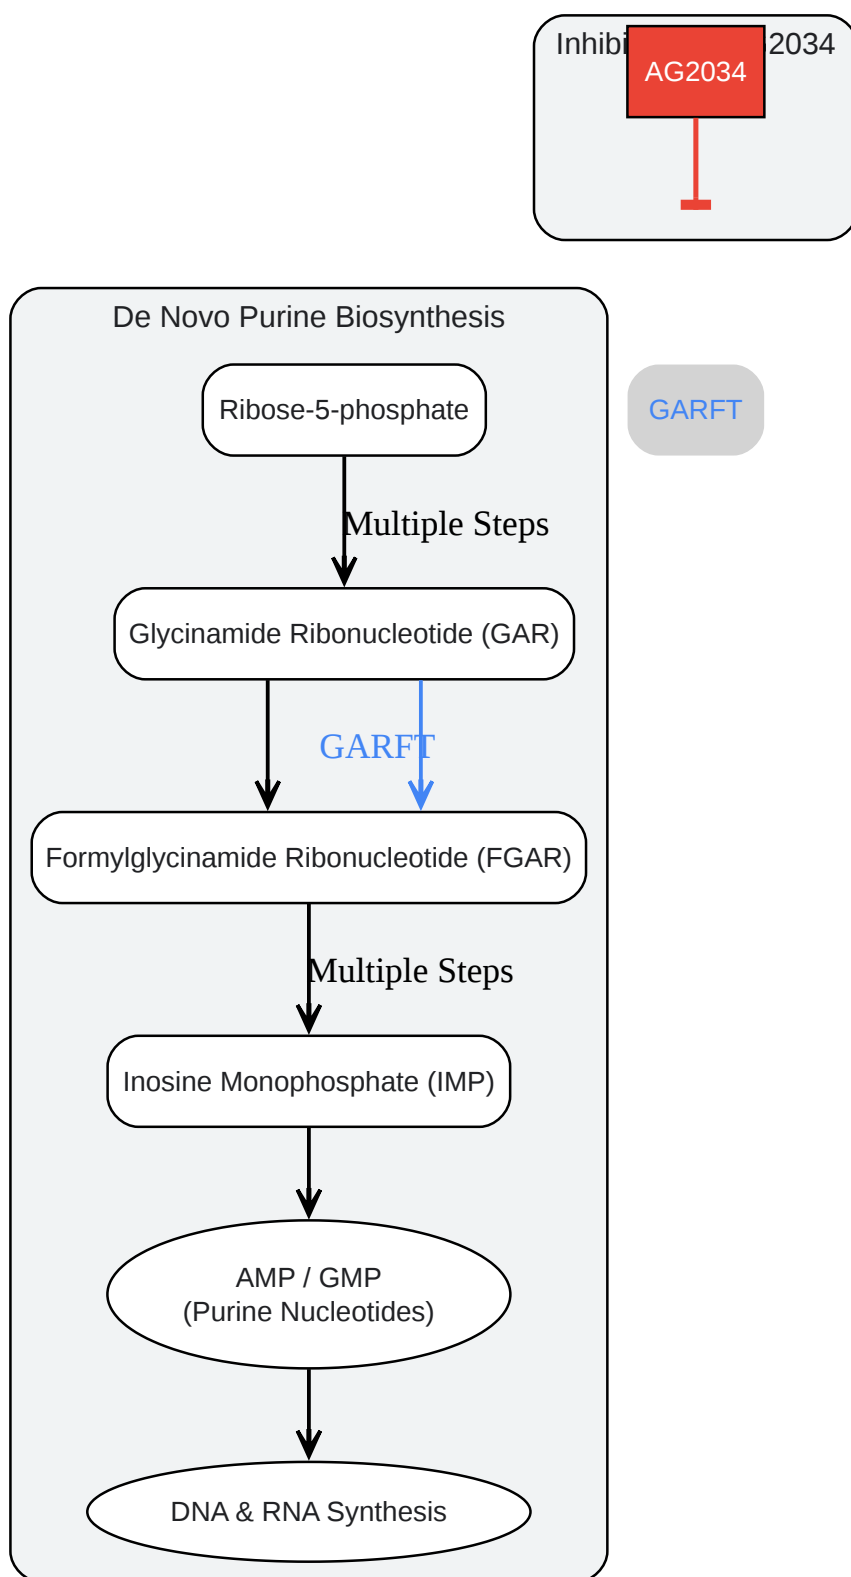 Inhibi 2034
AG2034
De Novo Purine Biosynthesis
Ribose-5-phosphate
GARFT
Multiple Steps
Glycinamide Ribonucleotide (GAR)
GARFT
Formylglycinamide Ribonucleotide (FGAR)
Multiple Steps
Inosine Monophosphate (IMP)
AMP / GMP
(Purine Nucleotides)
DNA & RNA Synthesis